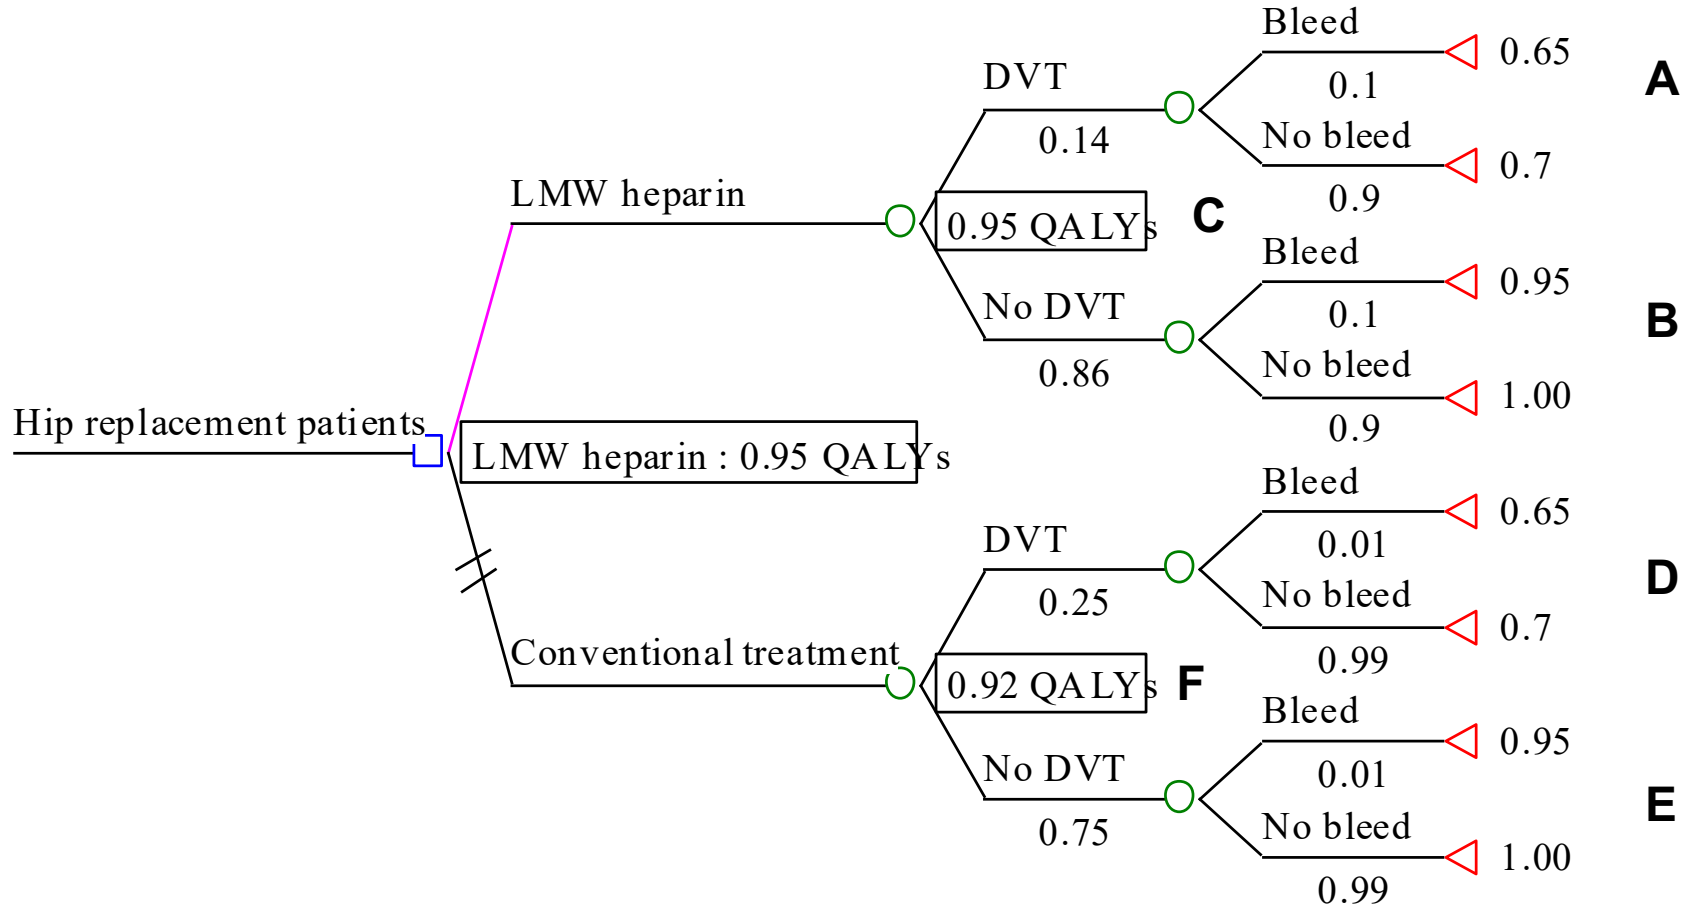 Bleed
0.65
0.1
A
DVT
0.14
No bleed
0.7
0.9
LMW heparin
0.95 QALYs
C
Bleed
0.95
0.1
B
No DVT
0.86
No bleed
1.00
0.9
Hip replacement patients
LMW heparin : 0.95 QALYs
Bleed
0.65
0.01
D
DVT
0.25
No bleed
0.7
0.99
Conventional treatment
0.92 QALYs
F
Bleed
0.95
0.01
E
No DVT
0.75
No bleed
1.00
0.99